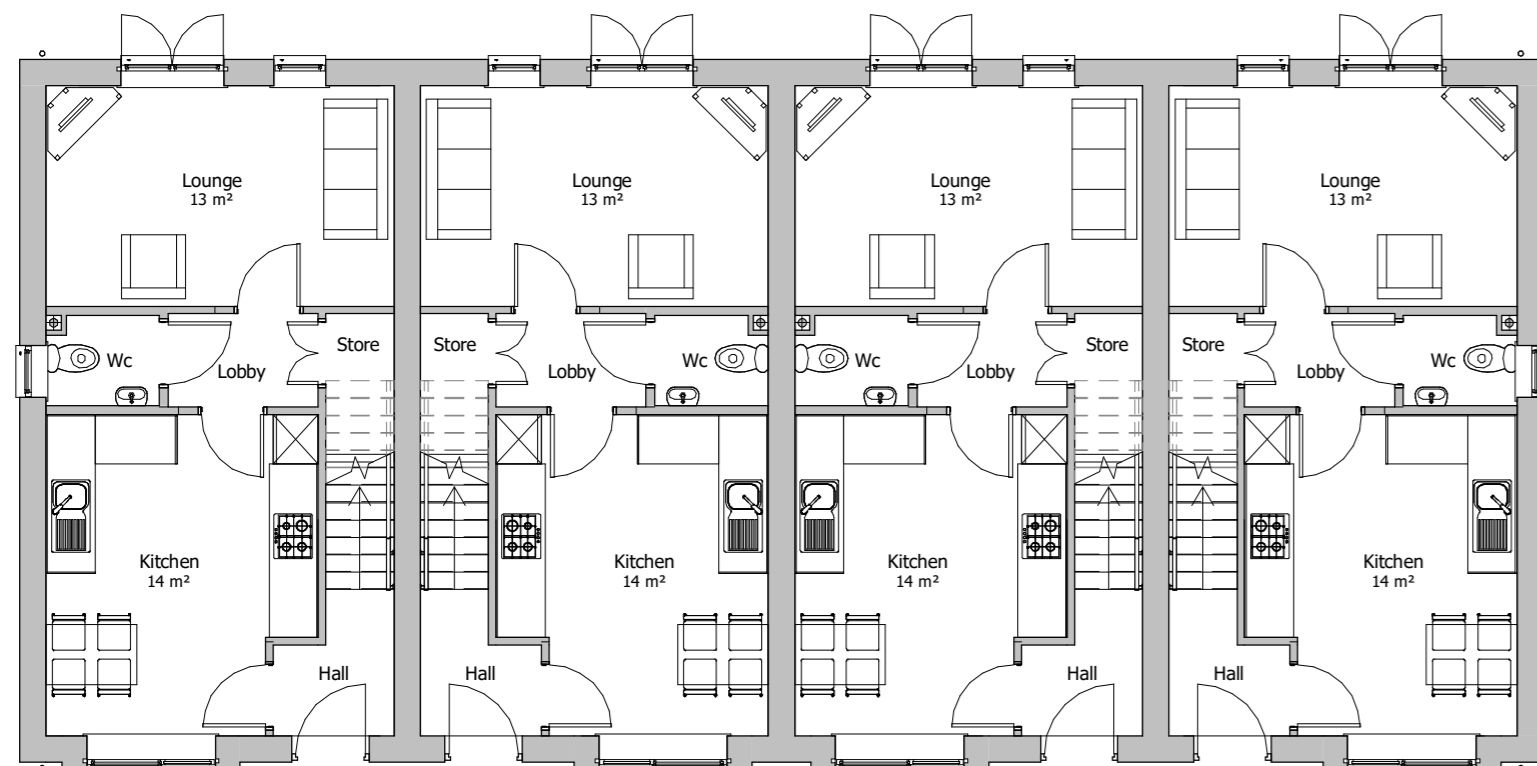 Lounge
13 m²
Lounge
13 m²
Lounge
13 m²
Lounge
13 m²
Wc
Lobby
Store
Store
Lobby
Wc
Wc
Lobby
Store
Store
Lobby
Wc
Kitchen
14 m²
Kitchen
14 m²
Kitchen
14 m²
Kitchen
14 m²
Hall
Hall
Hall
Hall